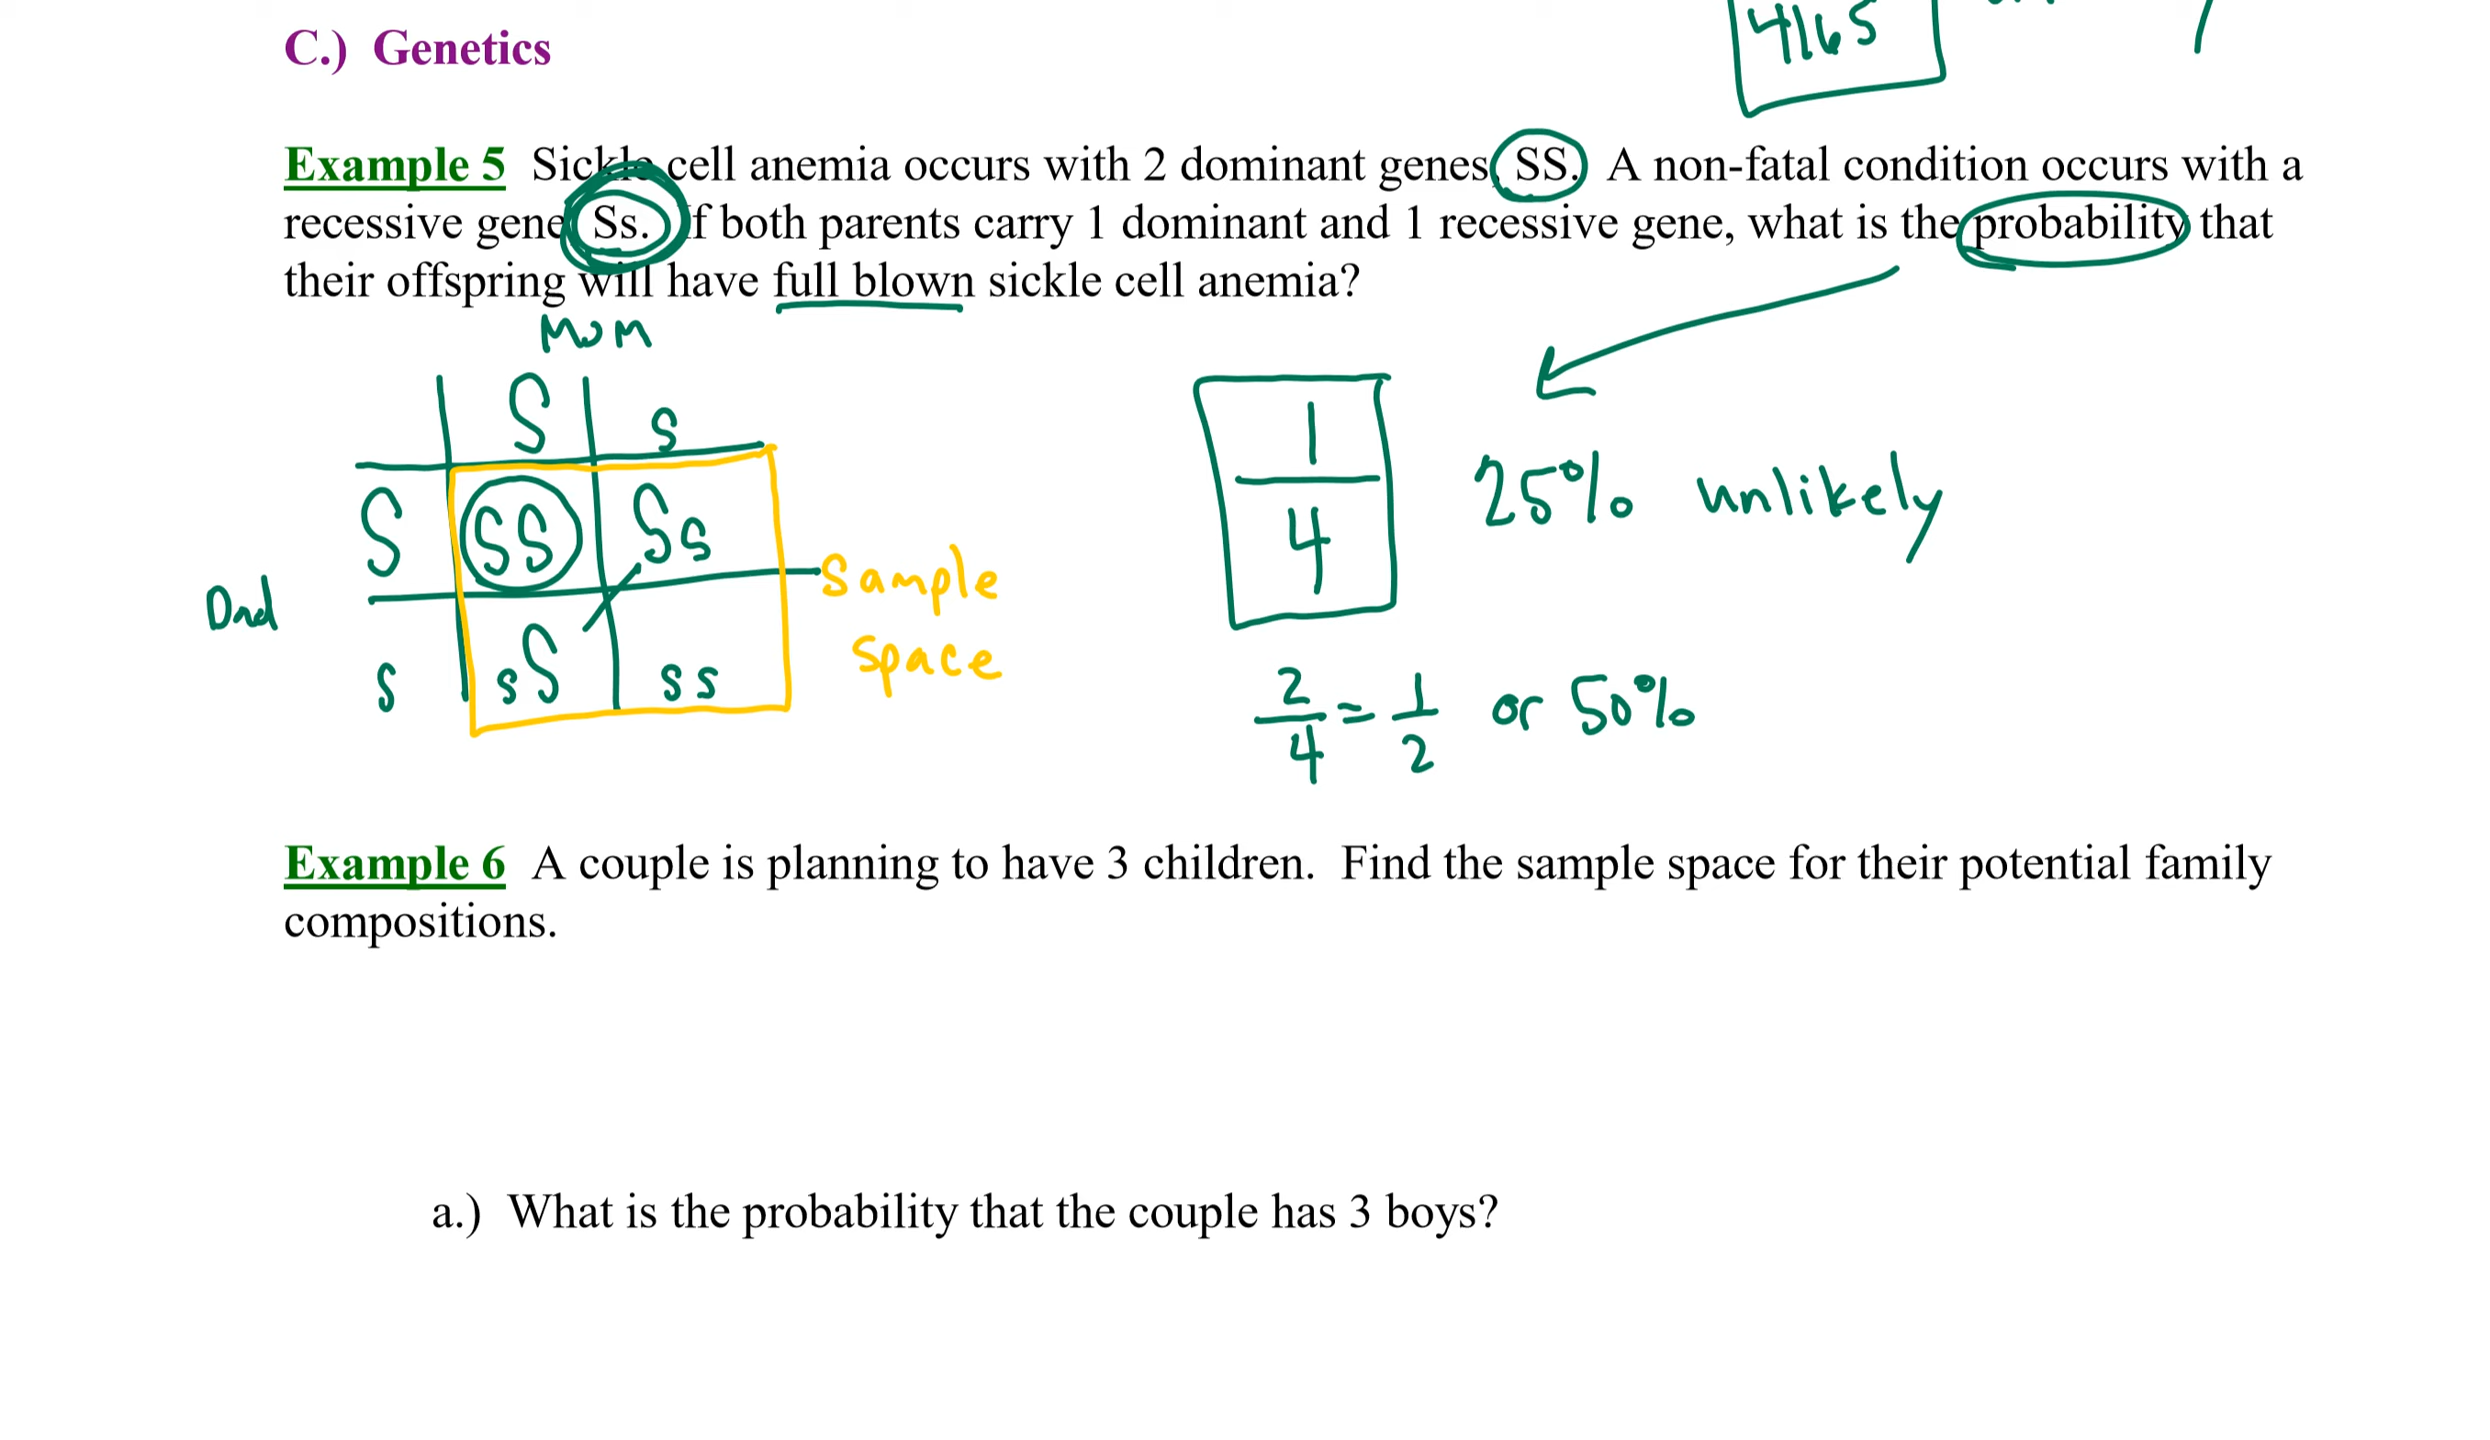 4165
C.) Genetics
Example 5 Sickle cell anemia occurs with 2 dominant genes, SS. A non-fatal condition occurs with a
recessive gene Ss. If both parents carry 1 dominant and 1 recessive gene, what is the probability that
their offspring will have full blown sickle cell anemia?
Mom
S s
S SS Ss
Dad
s sS ss
Sample
space
1
4
25% unlikely
2/4 = 1/2 or 50%
Example 6 A couple is planning to have 3 children. Find the sample space for their potential family
compositions.
a.) What is the probability that the couple has 3 boys?